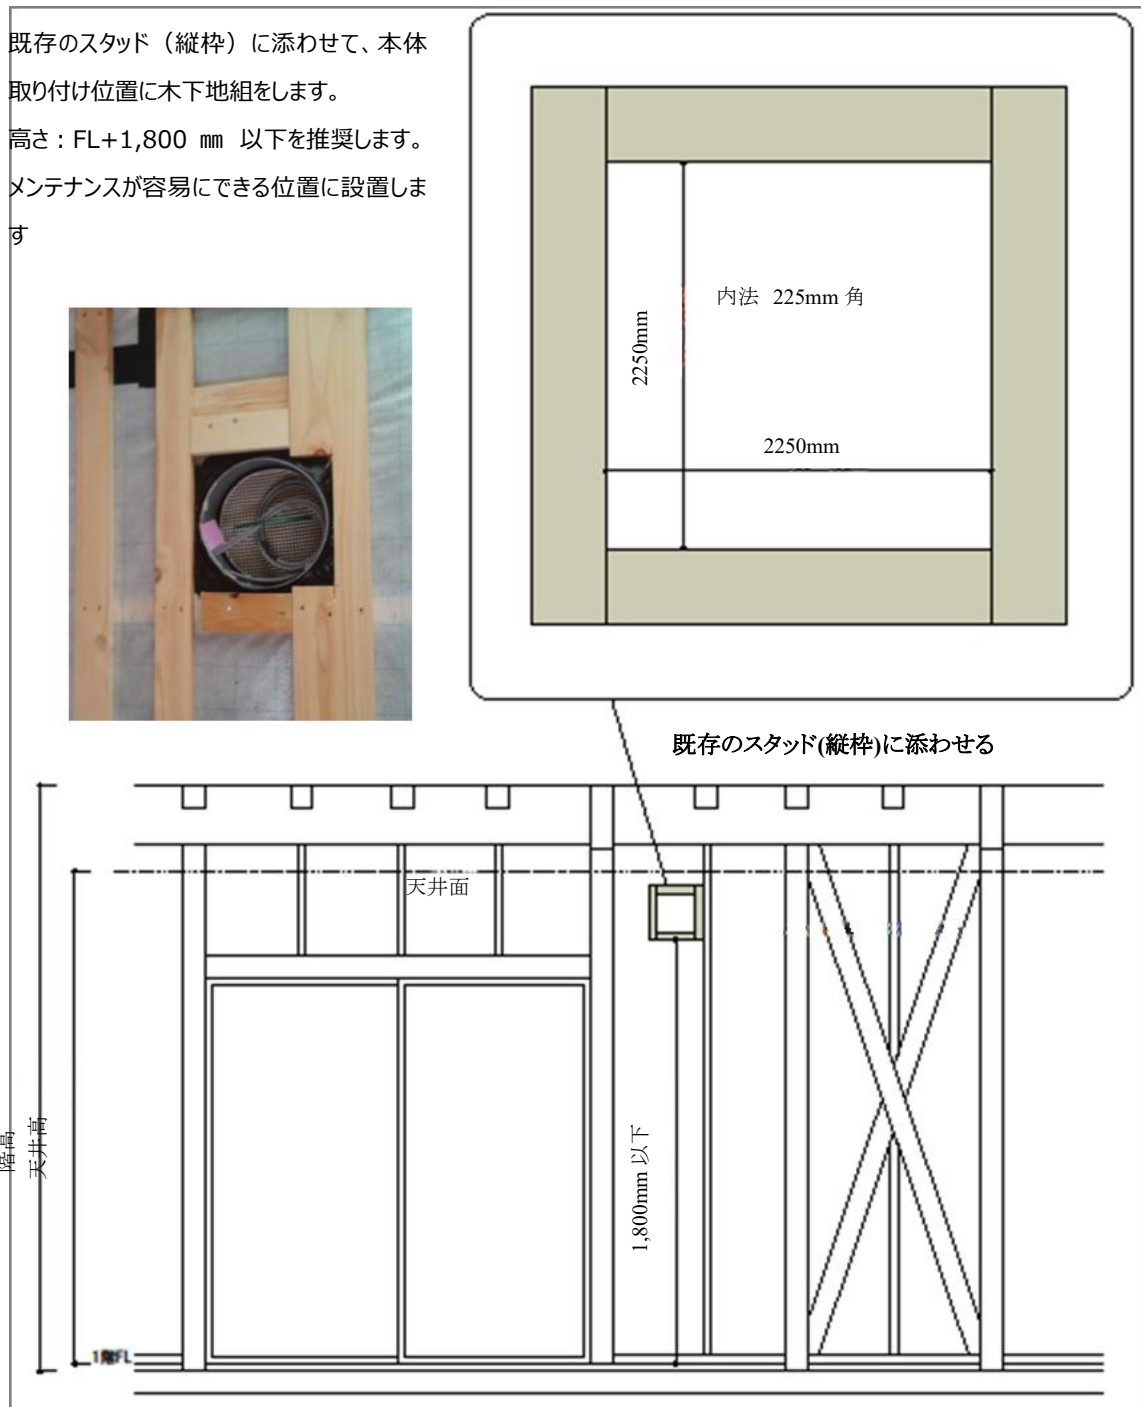 既存のスタッド（縦枠）に添わせて、本体
取り付け位置に木下地組をします。
高さ：FL+1,800 ㎜ 以下を推奨します。
メンテナンスが容易にできる位置に設置しま
す
内法 225mm 角
2250mm
2250mm
既存のスタッド(縦枠)に添わせる
天井面
階高
天井高
1,800mm 以下
1階FL